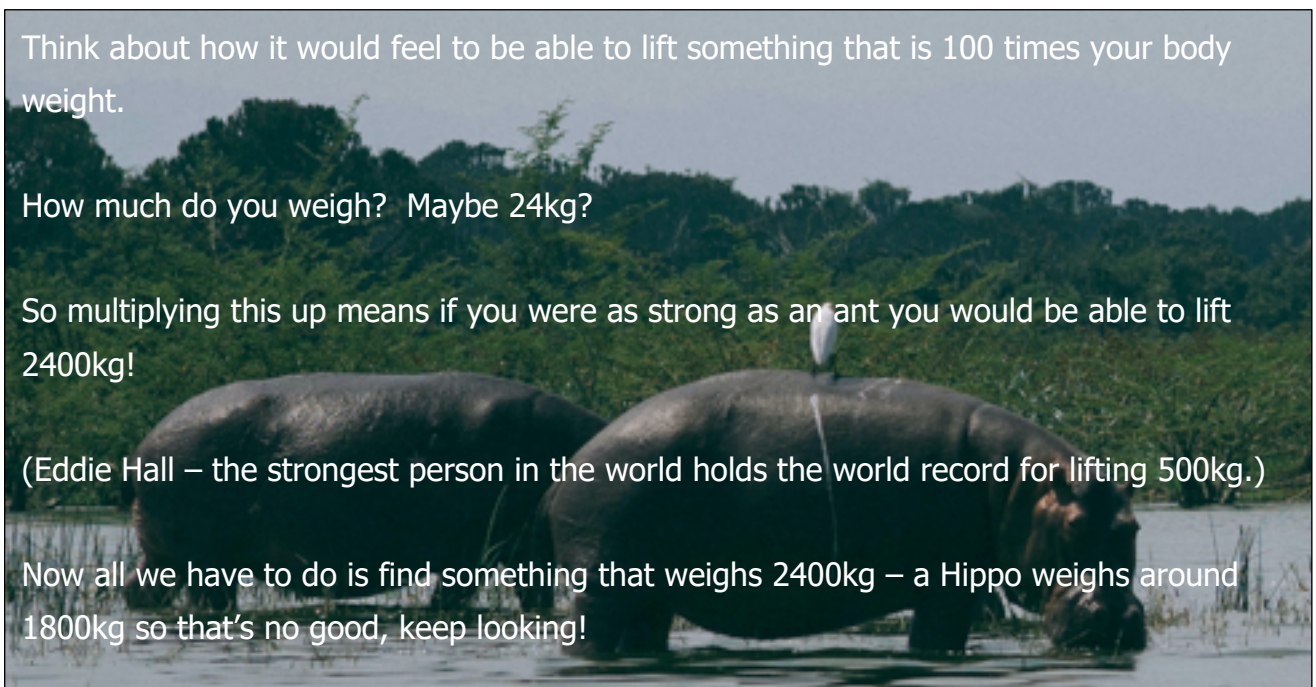 Think about how it would feel to be able to lift something that is 100 times your body
weight.
How much do you weigh?  Maybe 24kg?
So multiplying this up means if you were as strong as an ant you would be able to lift
2400kg!
(Eddie Hall – the strongest person in the world holds the world record for lifting 500kg.)
Now all we have to do is find something that weighs 2400kg – a Hippo weighs around
1800kg so that's no good, keep looking!